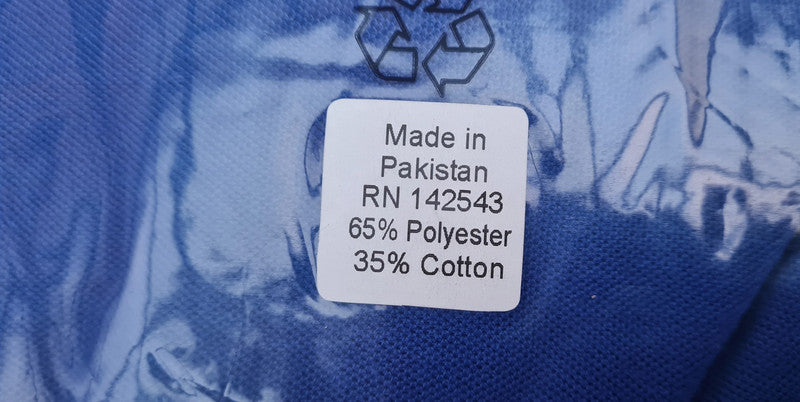 Made in
Pakistan
RN 142543
65% Polyester
35% Cotton